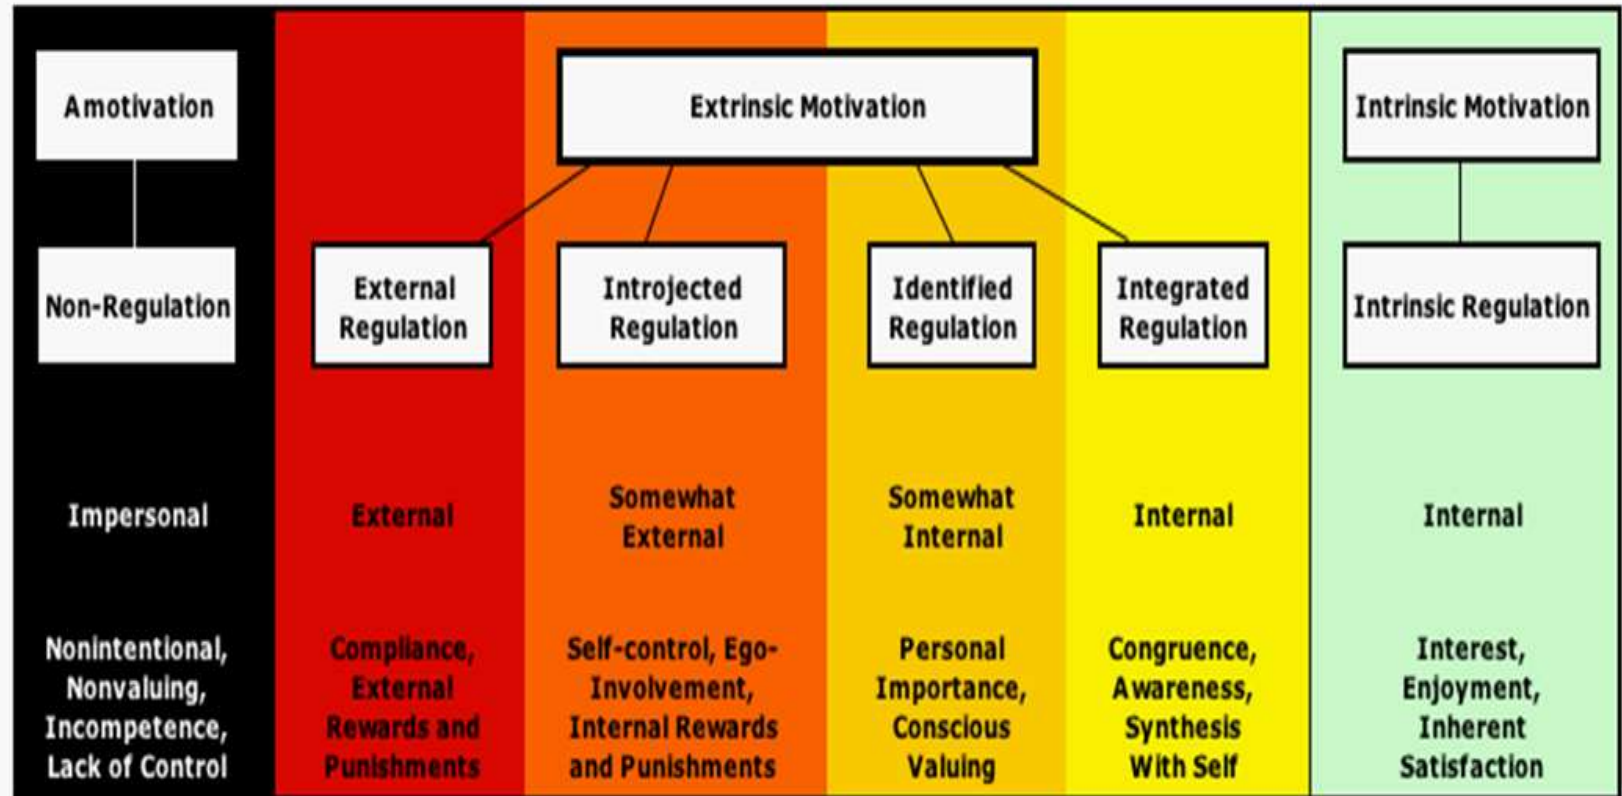 Amotivation
Extrinsic Motivation
Intrinsic Motivation
Non-Regulation
External
Regulation
Introjected
Regulation
Identified
Regulation
Integrated
Regulation
Intrinsic Regulation
Impersonal
External
Somewhat
External
Somewhat
Internal
Internal
Internal
Nonintentional,
Nonvaluing,
Incompetence,
Lack of Control
Compliance,
External
Rewards and
Punishments
Self-control, Ego-
Involvement,
Internal Rewards
and Punishments
Personal
Importance,
Conscious
Valuing
Congruence,
Awareness,
Synthesis
With Self
Interest,
Enjoyment,
Inherent
Satisfaction